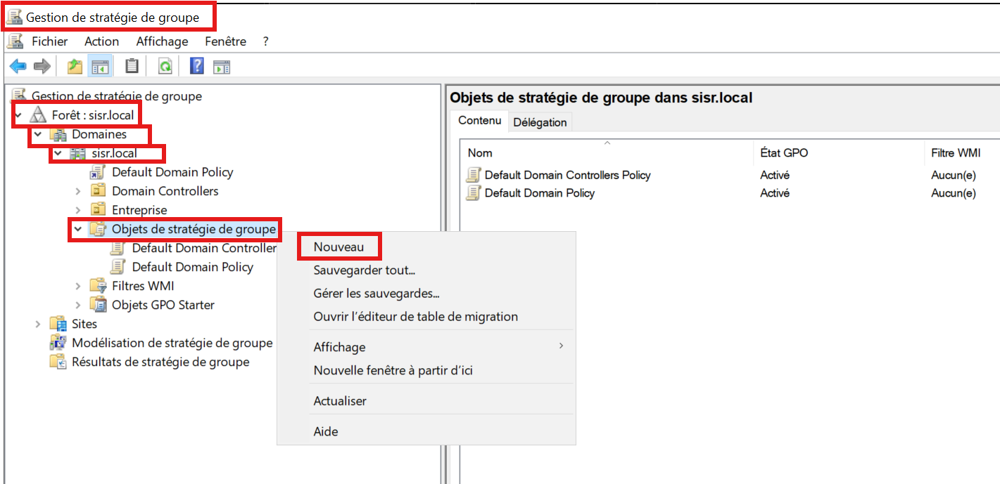 Gestion de stratégie de groupe
Fichier Action Affichage Fenêtre ?
Gestion de stratégie de groupe
Forêt : sisr.local
Domaines
sisr.local
Default Domain Policy
Domain Controllers
Entreprise
Objets de stratégie de groupe
Default Domain Controller
Default Domain Policy
Filtres WMI
Objets GPO Starter
Sites
Modélisation de stratégie de groupe
Résultats de stratégie de groupe
Nouveau
Sauvegarder tout...
Gérer les sauvegardes...
Ouvrir l’éditeur de table de migration
Affichage
Nouvelle fenêtre à partir d’ici
Actualiser
Aide
Objets de stratégie de groupe dans sisr.local
Contenu Délégation
Nom État GPO Filtre WMI
Default Domain Controllers Policy Activé Aucun(e)
Default Domain Policy Activé Aucun(e)